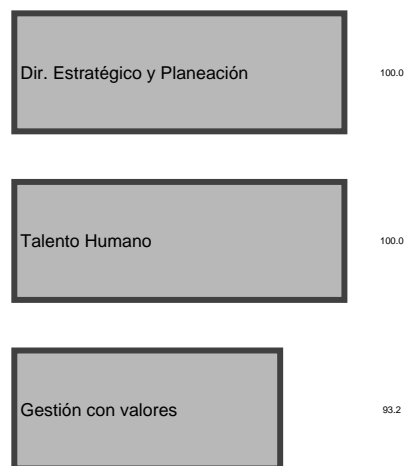 Dir. Estratégico y Planeación 100.0
Talento Humano 100.0
Gestión con valores 93.2